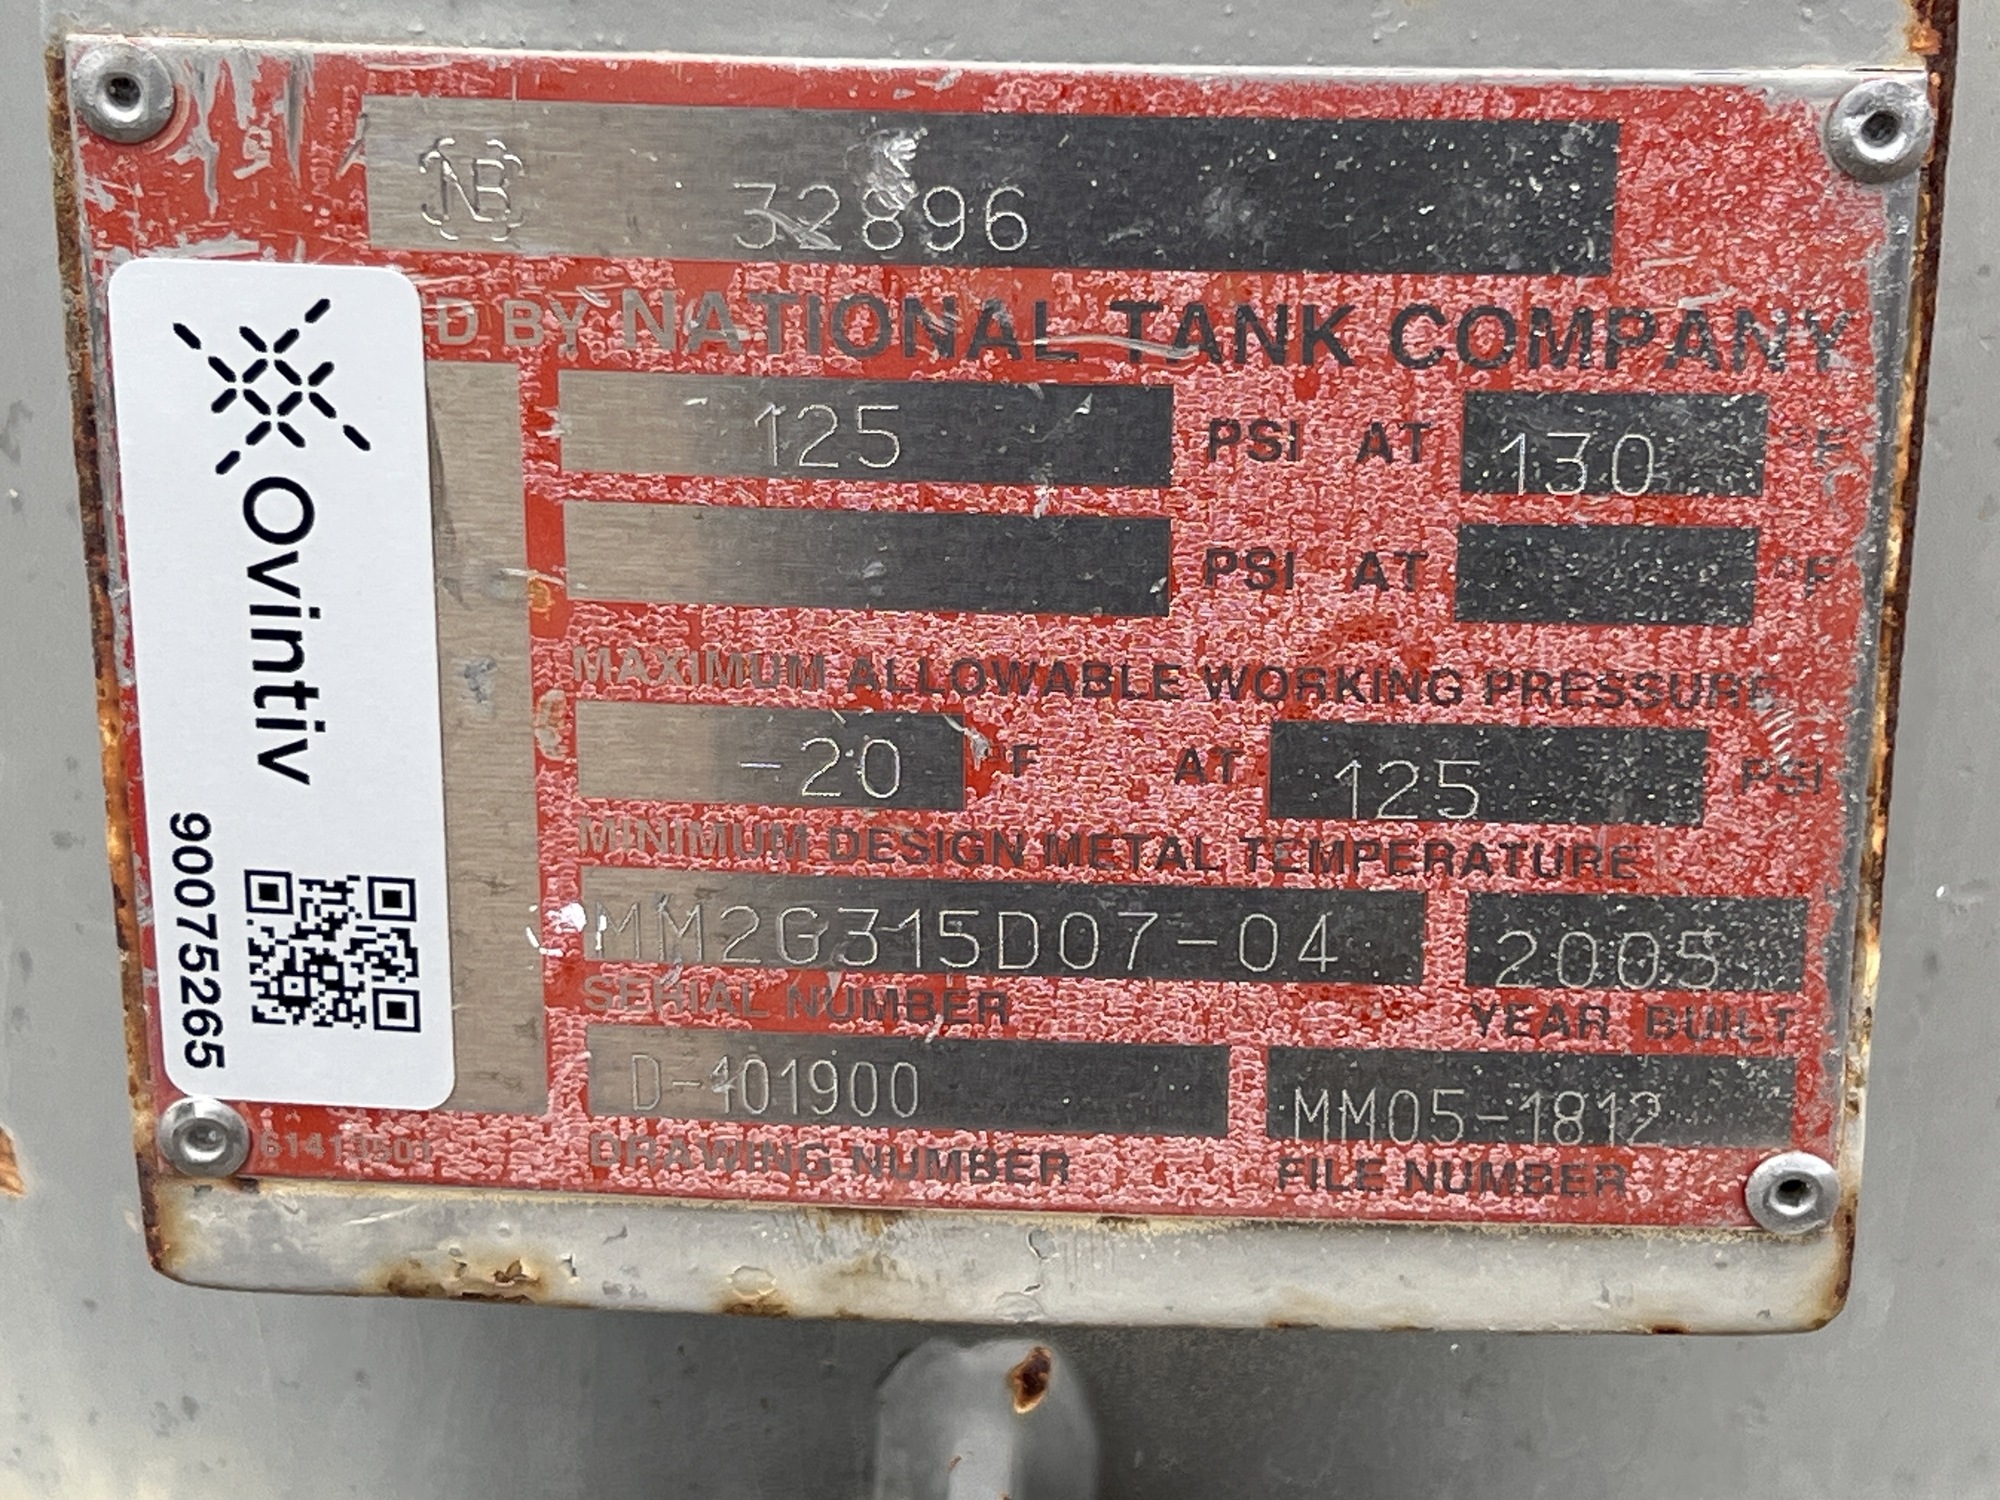 NB 32896
D BY NATIONAL TANK COMPANY
125 PSI AT 130 °F
PSI AT °F
MAXIMUM ALLOWABLE WORKING PRESSURE
-20 °F AT 125 PSI
MINIMUM DESIGN METAL TEMPERATURE
MM2G315D07-04 2005
SERIAL NUMBER YEAR BUILT
D-101900 MM05-1812
DRAWING NUMBER FILE NUMBER
Ovintiv
90075265